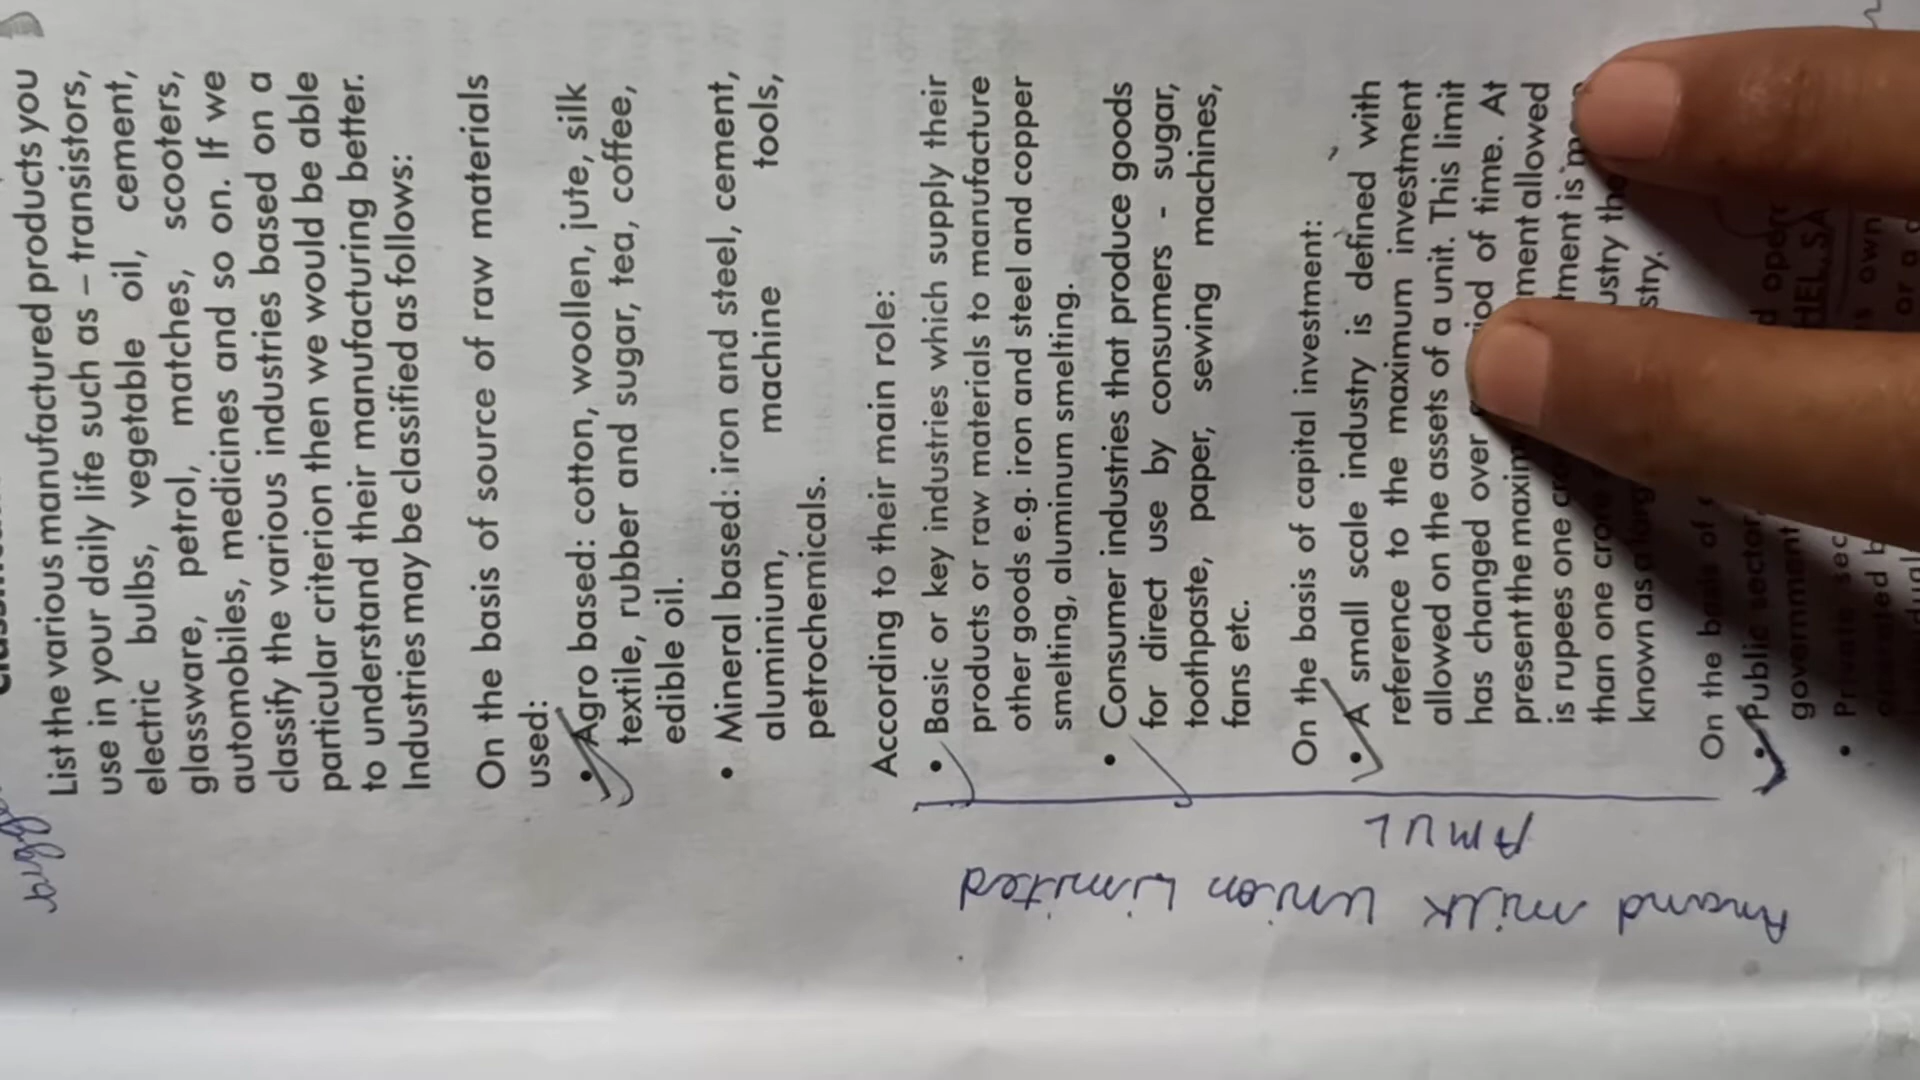 List the various manufactured products you
use in your daily life such as – transistors,
electric bulbs, vegetable oil, cement,
glassware, petrol, matches, scooters,
automobiles, medicines and so on. If we
classify the various industries based on a
particular criterion then we would be able
to understand their manufacturing better.
Industries may be classified as follows:
On the basis of source of raw materials
used:
• Agro based: cotton, woollen, jute, silk
textile, rubber and sugar, tea, coffee,
edible oil.
• Mineral based: iron and steel, cement,
aluminium, machine tools,
petrochemicals.
According to their main role:
• Basic or key industries which supply their
products or raw materials to manufacture
other goods e.g. iron and steel and copper
smelting, aluminum smelting.
• Consumer industries that produce goods
for direct use by consumers - sugar,
toothpaste, paper, sewing machines,
fans etc.
On the basis of capital investment:
• A small scale industry is defined with
reference to the maximum investment
allowed on the assets of a unit. This limit
has changed over of time. At
present the allowed
is rupees one is
than one
known as a
On the basis of
• Public sector,
government
• Private
AMUL
Anand milk Union Limited